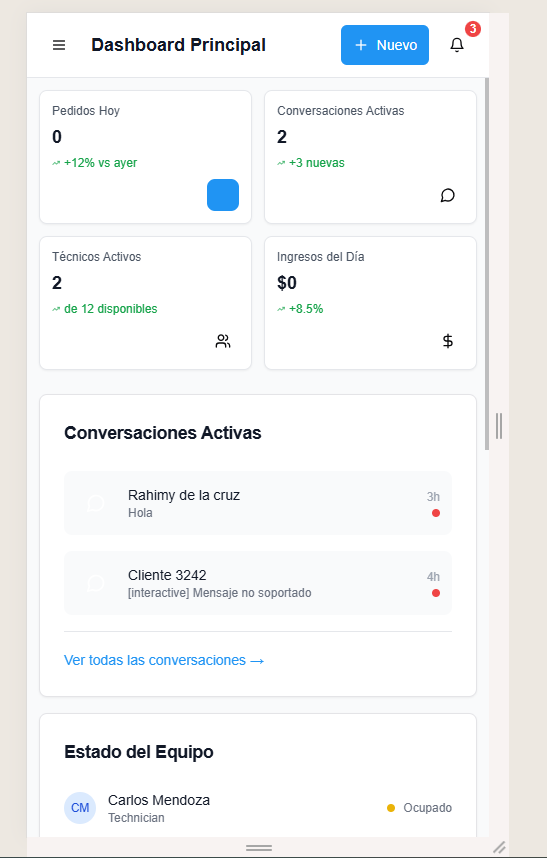 Dashboard Principal
Nuevo
3
Pedidos Hoy
0
+12% vs ayer
Conversaciones Activas
2
+3 nuevas
Técnicos Activos
2
de 12 disponibles
Ingresos del Día
$0
+8.5%
Conversaciones Activas
Rahimy de la cruz
3h
Hola
Cliente 3242
4h
[interactive] Mensaje no soportado
Ver todas las conversaciones →
Estado del Equipo
CM
Carlos Mendoza
Technician
Ocupado